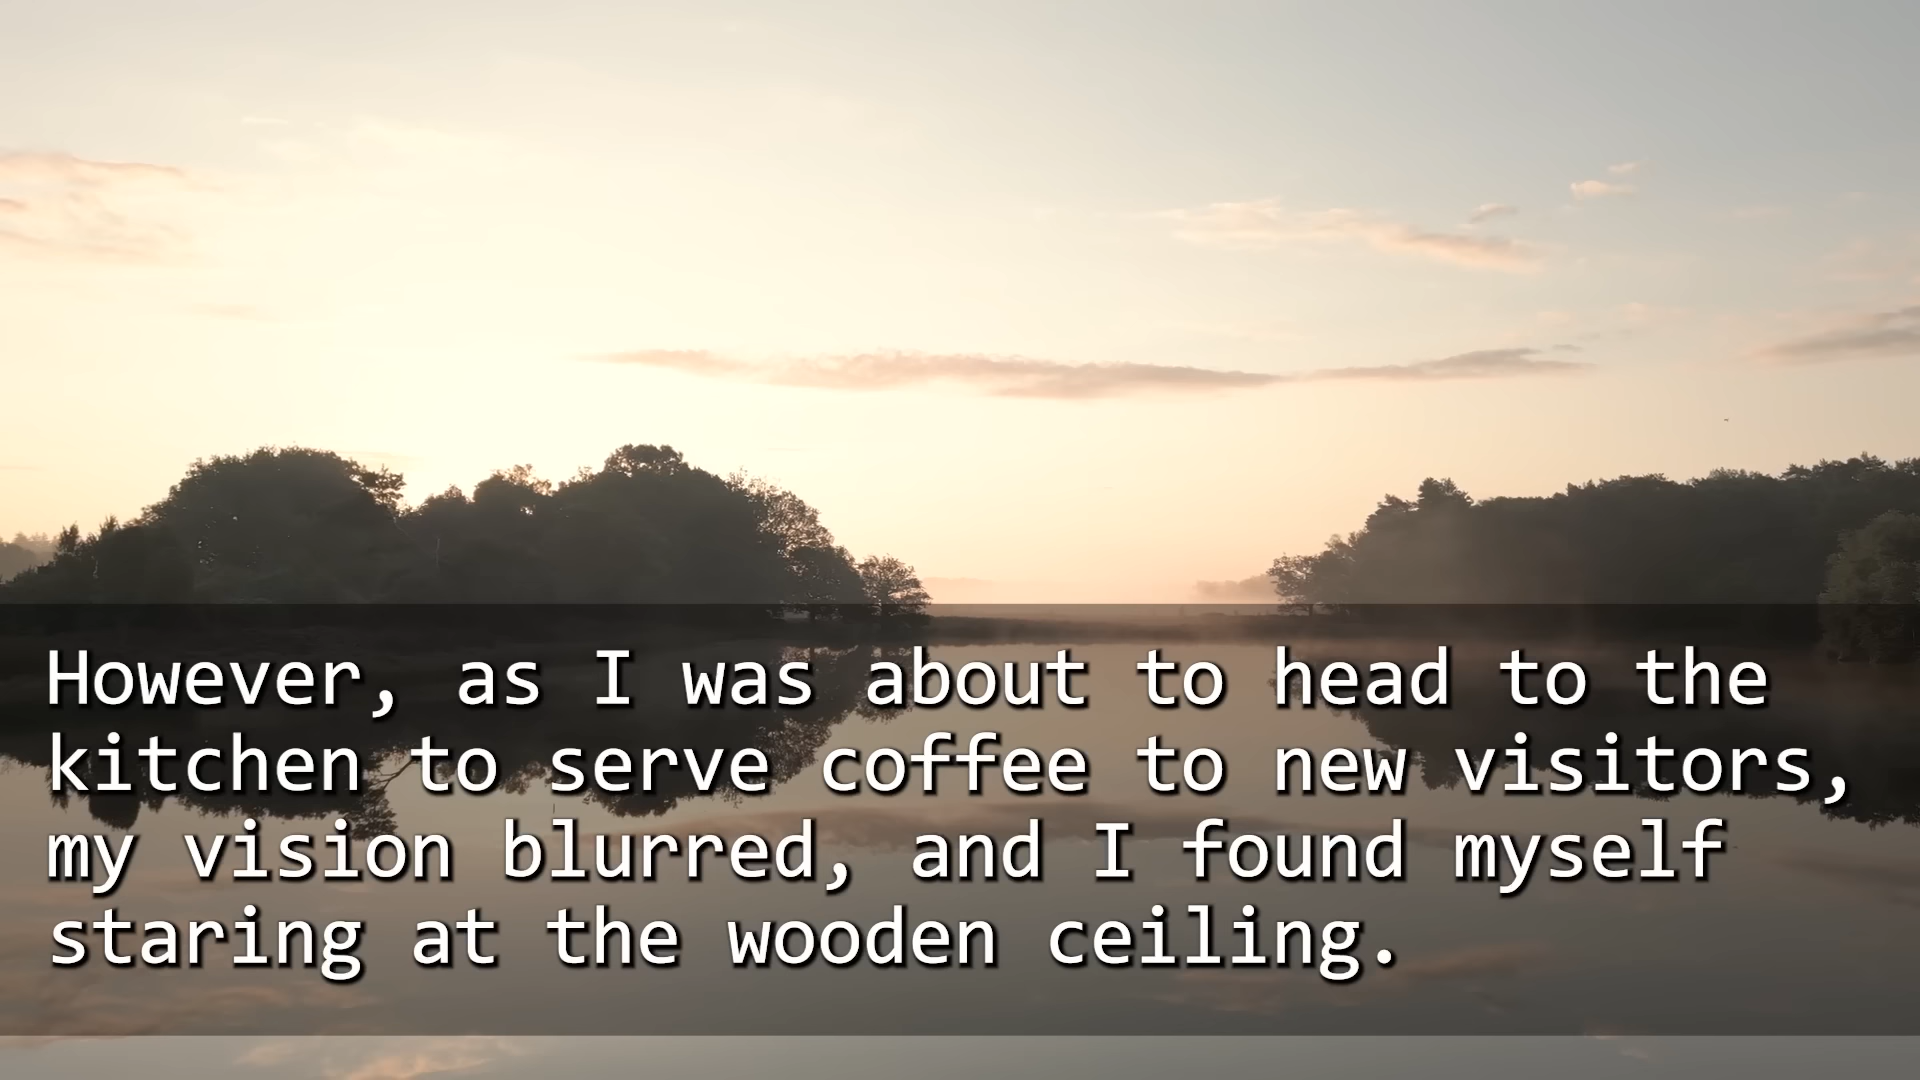 However, as I was about to head to the
kitchen to serve coffee to new visitors,
my vision blurred, and I found myself
staring at the wooden ceiling.